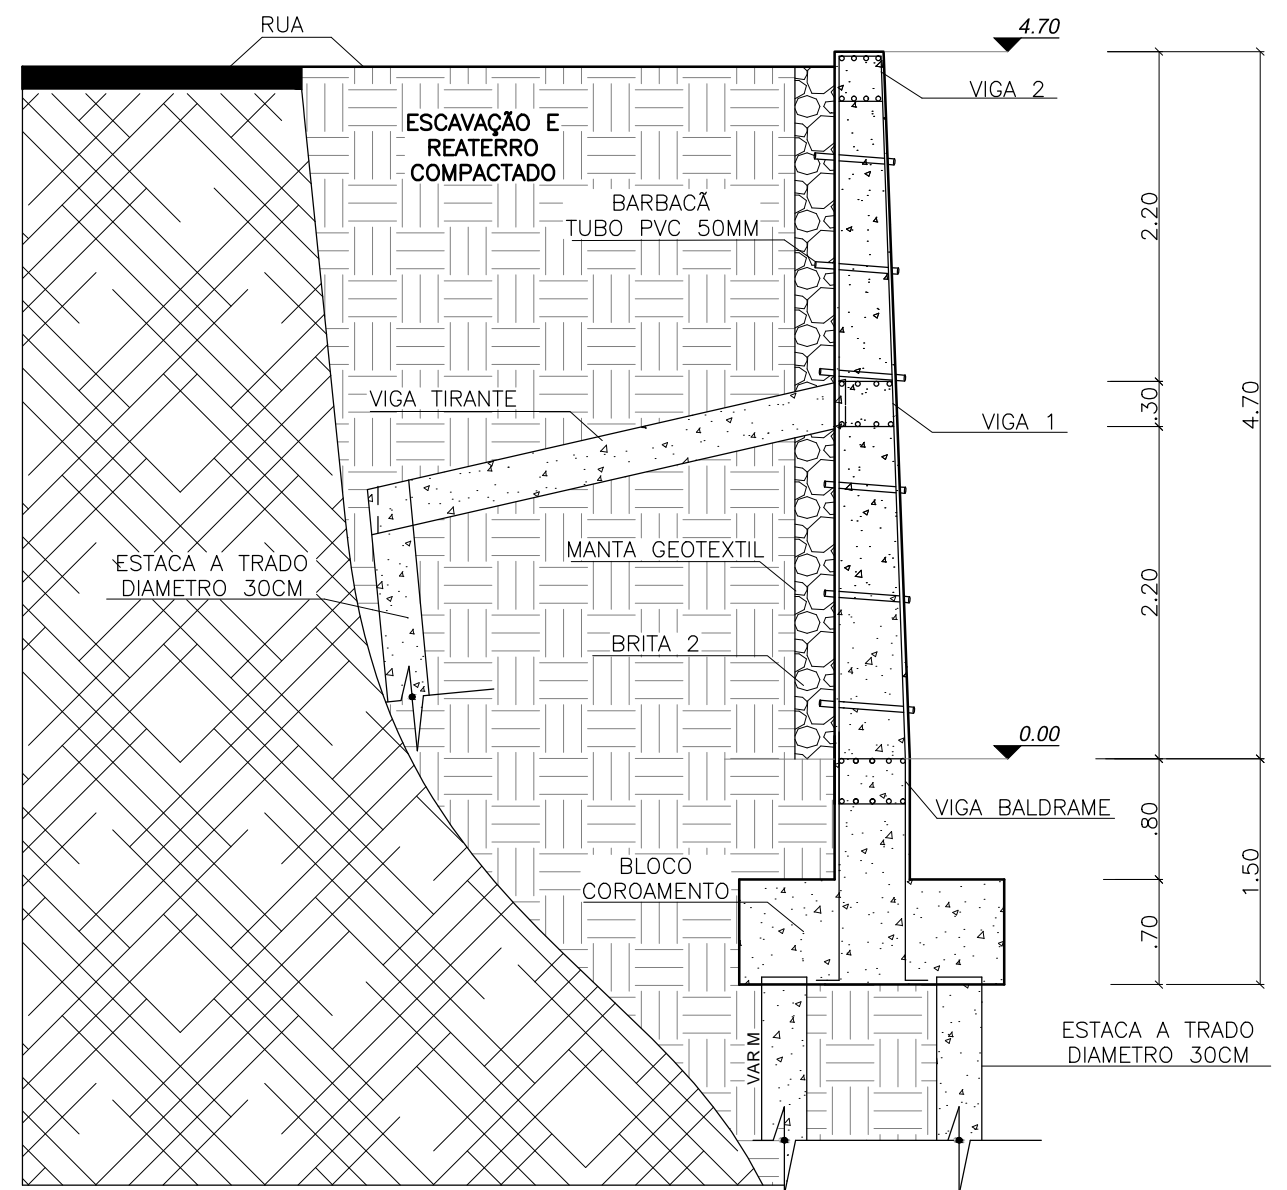 RUA
4.70
VIGA 2
ESCAVAÇÃO E
REATERRO
COMPACTADO
BARBACÃ
TUBO PVC 50MM
2.20
VIGA TIRANTE
VIGA 1
.30
4.70
ESTACA A TRADO
DIAMETRO 30CM
MANTA GEOTEXTIL
2.20
BRITA 2
0.00
VIGA BALDRAME
.80
BLOCO
COROAMENTO
1.50
.70
VAR M
ESTACA A TRADO
DIAMETRO 30CM